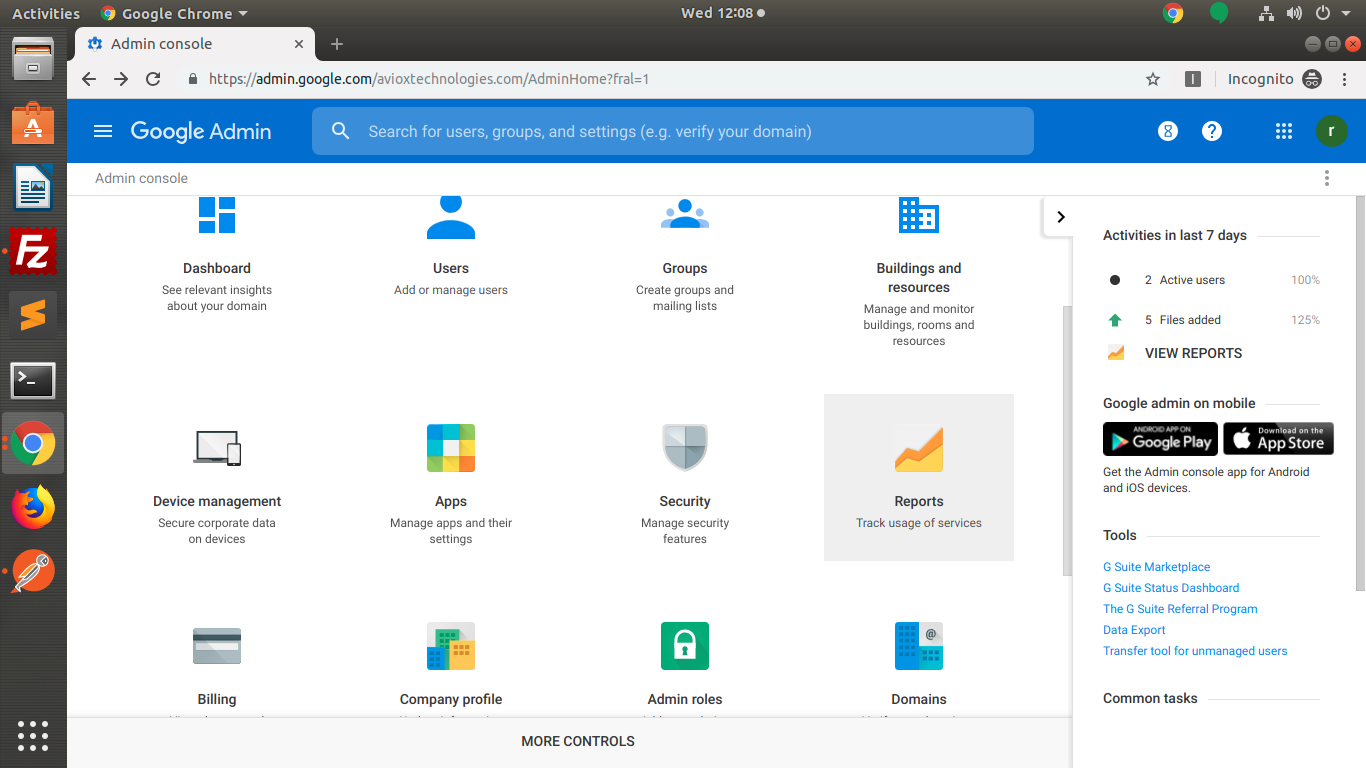 Activities
Google Chrome
Wed 12:08
Admin console
https://admin.google.com/avioxtechnologies.com/AdminHome?fral=1
Incognito
Google Admin
Search for users, groups, and settings (e.g. verify your domain)
r
Admin console
Dashboard
See relevant insights
about your domain
Users
Add or manage users
Groups
Create groups and
mailing lists
Buildings and
resources
Manage and monitor
buildings, rooms and
resources
Device management
Secure corporate data
on devices
Apps
Manage apps and their
settings
Security
Manage security
features
Reports
Track usage of services
Billing
Company profile
Admin roles
Domains
MORE CONTROLS
Activities in last 7 days
2 Active users 100%
5 Files added 125%
VIEW REPORTS
Google admin on mobile
ANDROID APP ON
Google Play
Download on the
App Store
Get the Admin console app for Android
and iOS devices.
Tools
G Suite Marketplace
G Suite Status Dashboard
The G Suite Referral Program
Data Export
Transfer tool for unmanaged users
Common tasks